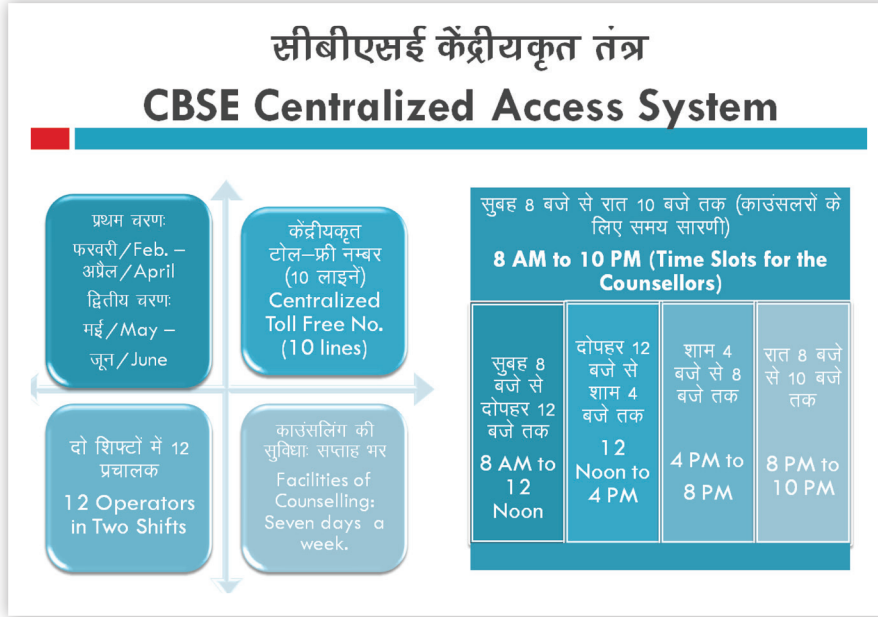 सीबीएसई केंद्रीयकृत तंत्र
CBSE Centralized Access System
प्रथम चरणः
फरवरी/Feb. –
अप्रैल/April
द्वितीय चरणः
मई/May –
जून/June
केंद्रीयकृत
टोल–फ्री नम्बर
(10 लाइनें)
Centralized
Toll Free No.
(10 lines)
दो शिफ्टों में 12
प्रचालक
12 Operators
in Two Shifts
काउंसलिंग की
सुविधाः सप्ताह भर
Facilities of
Counselling:
Seven days a
week.
सुबह 8 बजे से रात 10 बजे तक (काउंसलरों के
लिए समय सारणी)
8 AM to 10 PM (Time Slots for the
Counsellors)
सुबह 8
बजे से
दोपहर 12
बजे तक
8 AM to
12
Noon
दोपहर 12
बजे से
शाम 4
बजे तक
12
Noon to
4 PM
शाम 4
बजे से 8
बजे तक
4 PM to
8 PM
रात 8 बजे
से 10 बजे
तक
8 PM to
10 PM